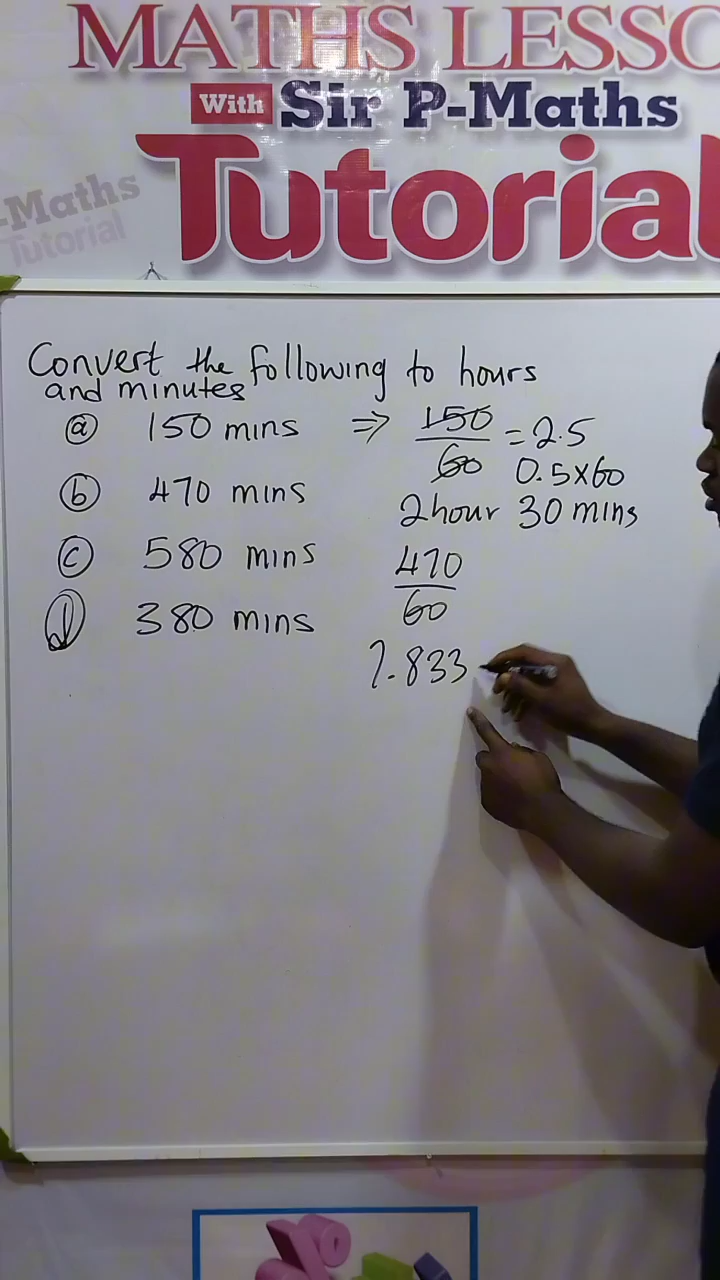 MATHS LESSO
With Sir P-Maths
Tutorial
-Maths
Tutorial
Convert the following to hours
and minutes
ⓐ 150 mins ⇒ 150/60 = 2.5
0.5×60
ⓑ 470 mins
2hour 30 mins
ⓒ 580 mins
470/60
ⓓ 380 mins
7.833